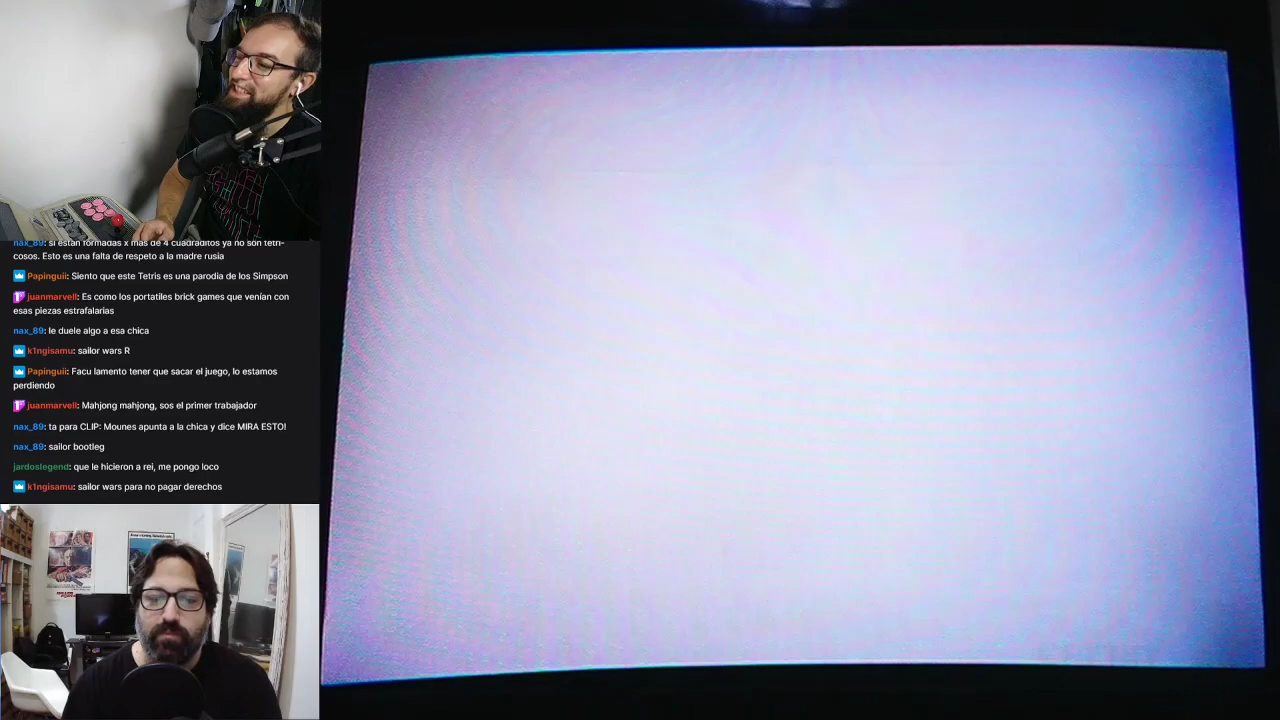 nax_89: si están formadas x más de 4 cuadraditos ya no son tetri-
cosos. Esto es una falta de respeto a la madre rusia
Papinguii: Siento que este Tetris es una parodia de los Simpson
juanmarvell: Es como los portatiles brick games que venían con
esas piezas estrafalarias
nax_89: le duele algo a esa chica
k1ngisamu: sailor wars R
Papinguii: Facu lamento tener que sacar el juego, lo estamos
perdiendo
juanmarvell: Mahjong mahjong, sos el primer trabajador
nax_89: ta para CLIP: Mounes apunta a la chica y dice MIRA ESTO!
nax_89: sailor bootleg
jardoslegend: que le hicieron a rei, me pongo loco
k1ngisamu: sailor wars para no pagar derechos